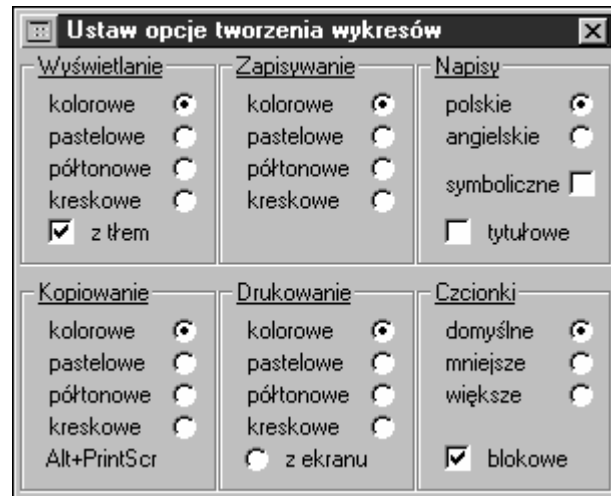 Ustaw opcje tworzenia wykresów
Wyświetlanie
kolorowe
pastelowe
półtonowe
kreskowe
z tłem
Zapisywanie
kolorowe
pastelowe
półtonowe
kreskowe
Napisy
polskie
angielskie
symboliczne
tytułowe
Kopiowanie
kolorowe
pastelowe
półtonowe
kreskowe
Alt+PrintScr
Drukowanie
kolorowe
pastelowe
półtonowe
kreskowe
z ekranu
Czcionki
domyślne
mniejsze
większe
blokowe